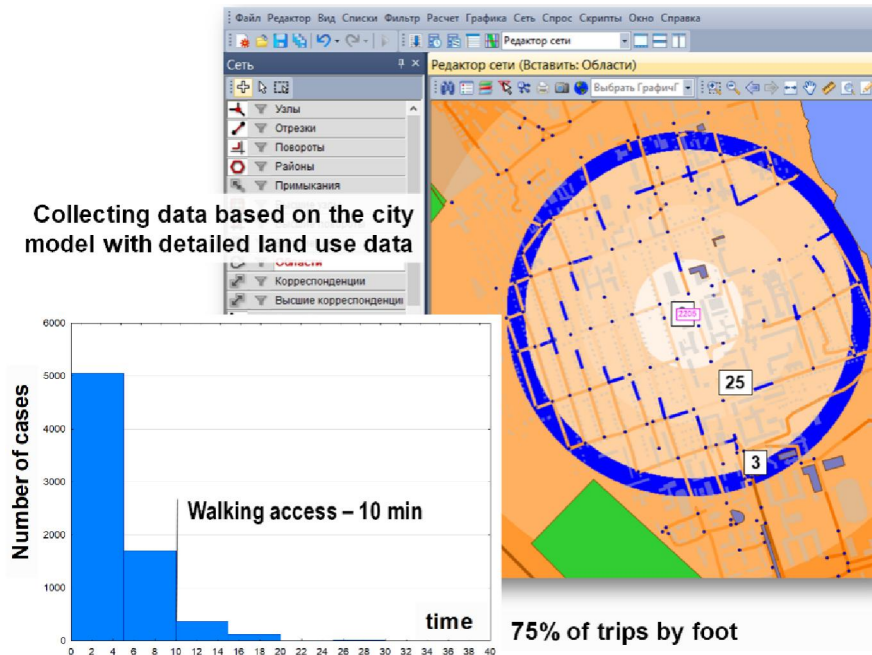 Файл Редактор Вид Списки Фильтр Расчет Графика Сеть Спрос Скрипты Окно Справка
Редактор сети
Сеть
Редактор сети (Вставить: Области)
Выбрать ГрафичГ
Узлы
Отрезки
Повороты
Районы
Примыкания
Collecting data based on the city
model with detailed land use data
Области
Корреспонденции
Высшие корреспонденци
2209
25
3
6000
5000
4000
3000
2000
1000
0
Number of cases
Walking access – 10 min
time
0 2 4 6 8 10 12 14 16 18 20 22 24 26 28 30 32 34 36 38 40
75% of trips by foot